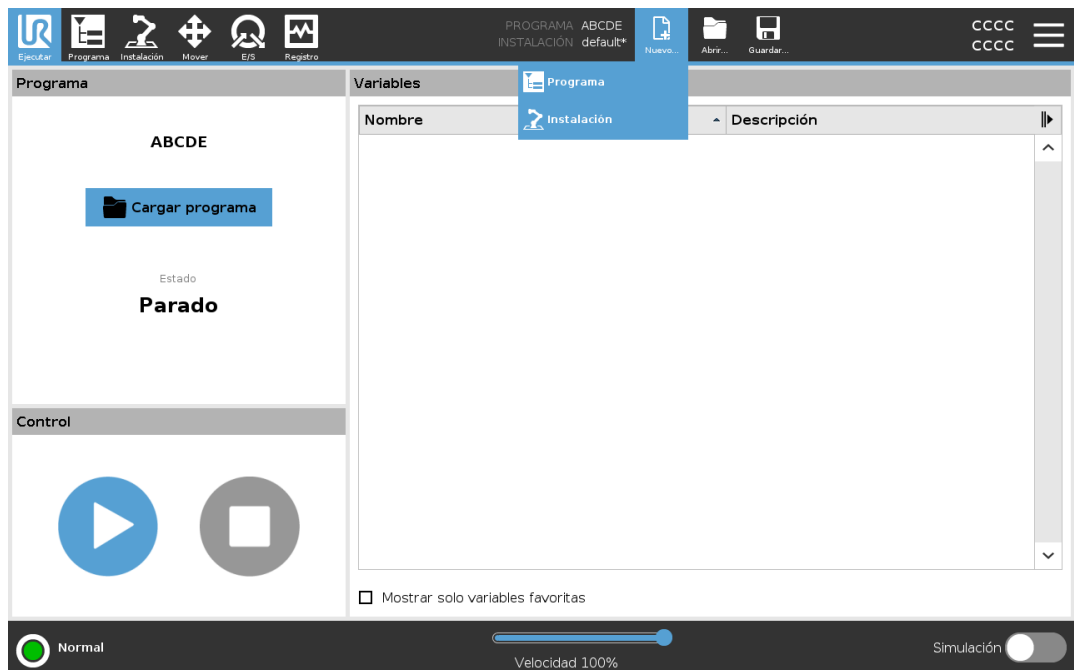 Ejecutar
Programa
Instalación
Mover
E/S
Registro
PROGRAMA ABCDE
INSTALACIÓN default*
Nuevo...
Abrir...
Guardar...
CCCC
CCCC
Programa
Instalación
Programa
ABCDE
Cargar programa
Estado
Parado
Control
Variables
Nombre
Descripción
Mostrar solo variables favoritas
Normal
Velocidad 100%
Simulación